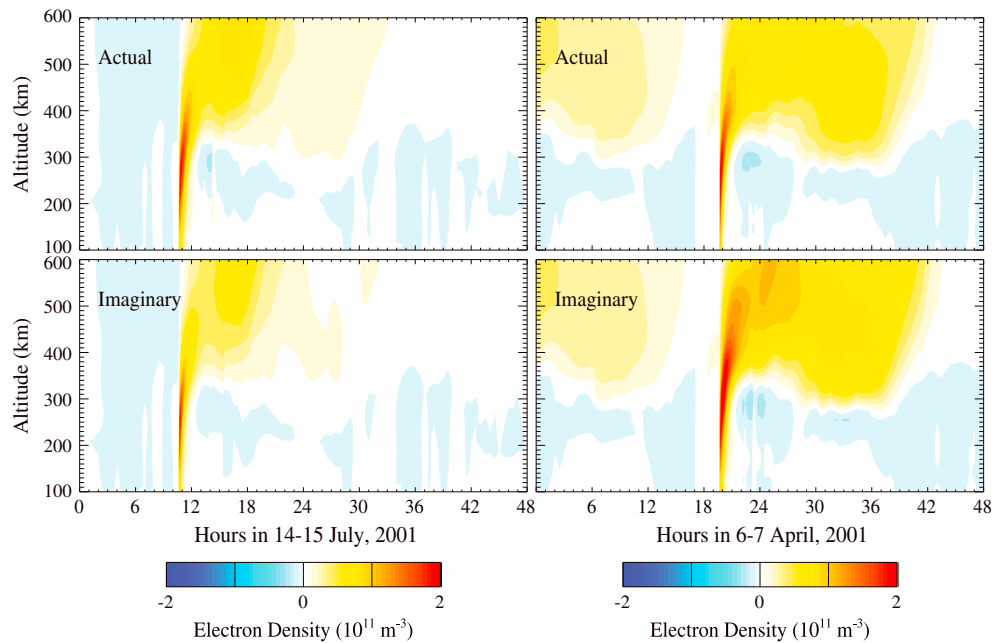 600
500
400
300
200
100
Altitude (km)
Actual
Actual
600
500
400
300
200
100
Altitude (km)
Imaginary
Imaginary
0 6 12 18 24 30 36 42 48
6 12 18 24 30 36 42 48
Hours in 14-15 July, 2001
Hours in 6-7 April, 2001
-2 0 2
-2 0 2
Electron Density (10¹¹ m⁻³)
Electron Density (10¹¹ m⁻³)